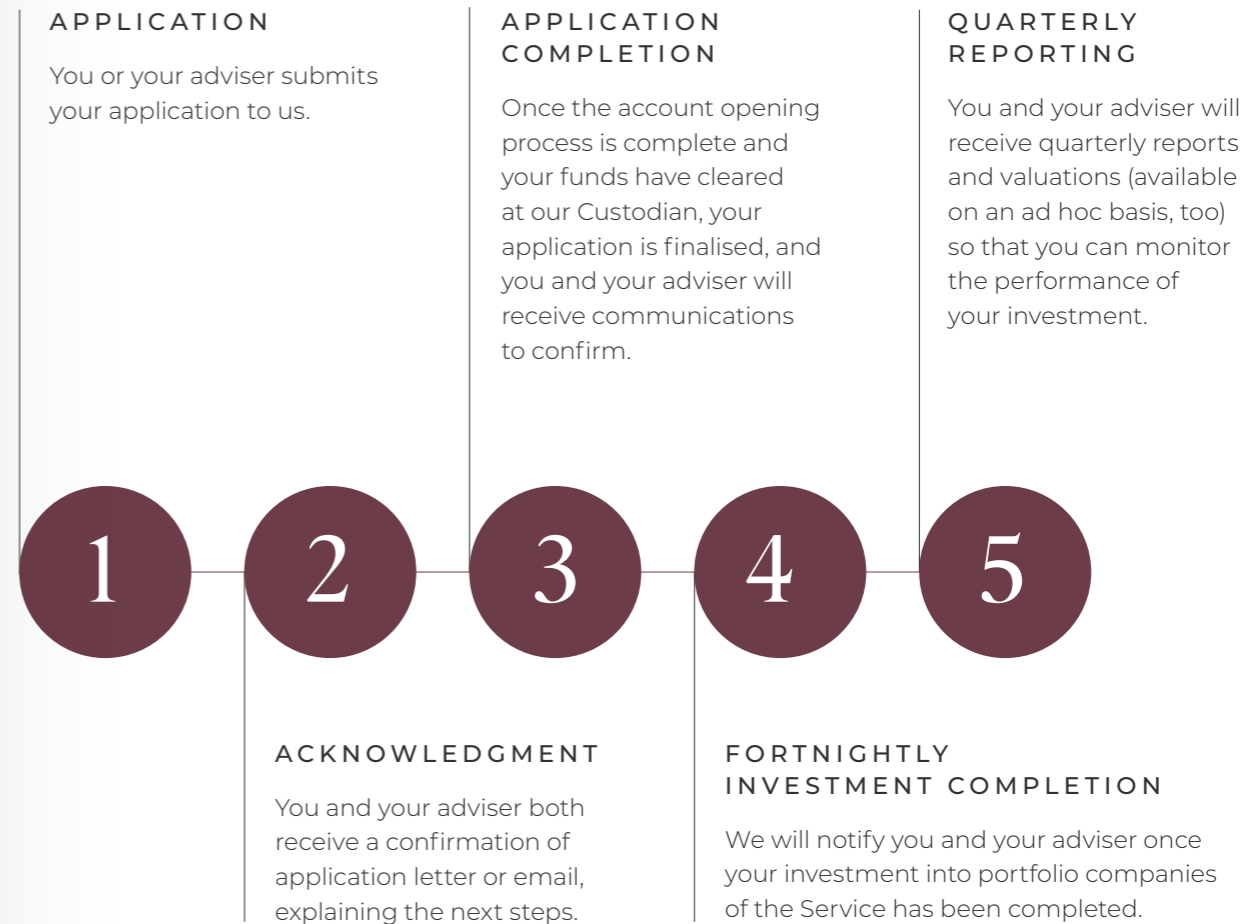 APPLICATION
You or your adviser submits
your application to us.
APPLICATION
COMPLETION
Once the account opening
process is complete and
your funds have cleared
at our Custodian, your
application is finalised, and
you and your adviser will
receive communications
to confirm.
QUARTERLY
REPORTING
You and your adviser will
receive quarterly reports
and valuations (available
on an ad hoc basis, too)
so that you can monitor
the performance of
your investment.
1
2
3
4
5
ACKNOWLEDGMENT
You and your adviser both
receive a confirmation of
application letter or email,
explaining the next steps.
FORTNIGHTLY
INVESTMENT COMPLETION
We will notify you and your adviser once
your investment into portfolio companies
of the Service has been completed.